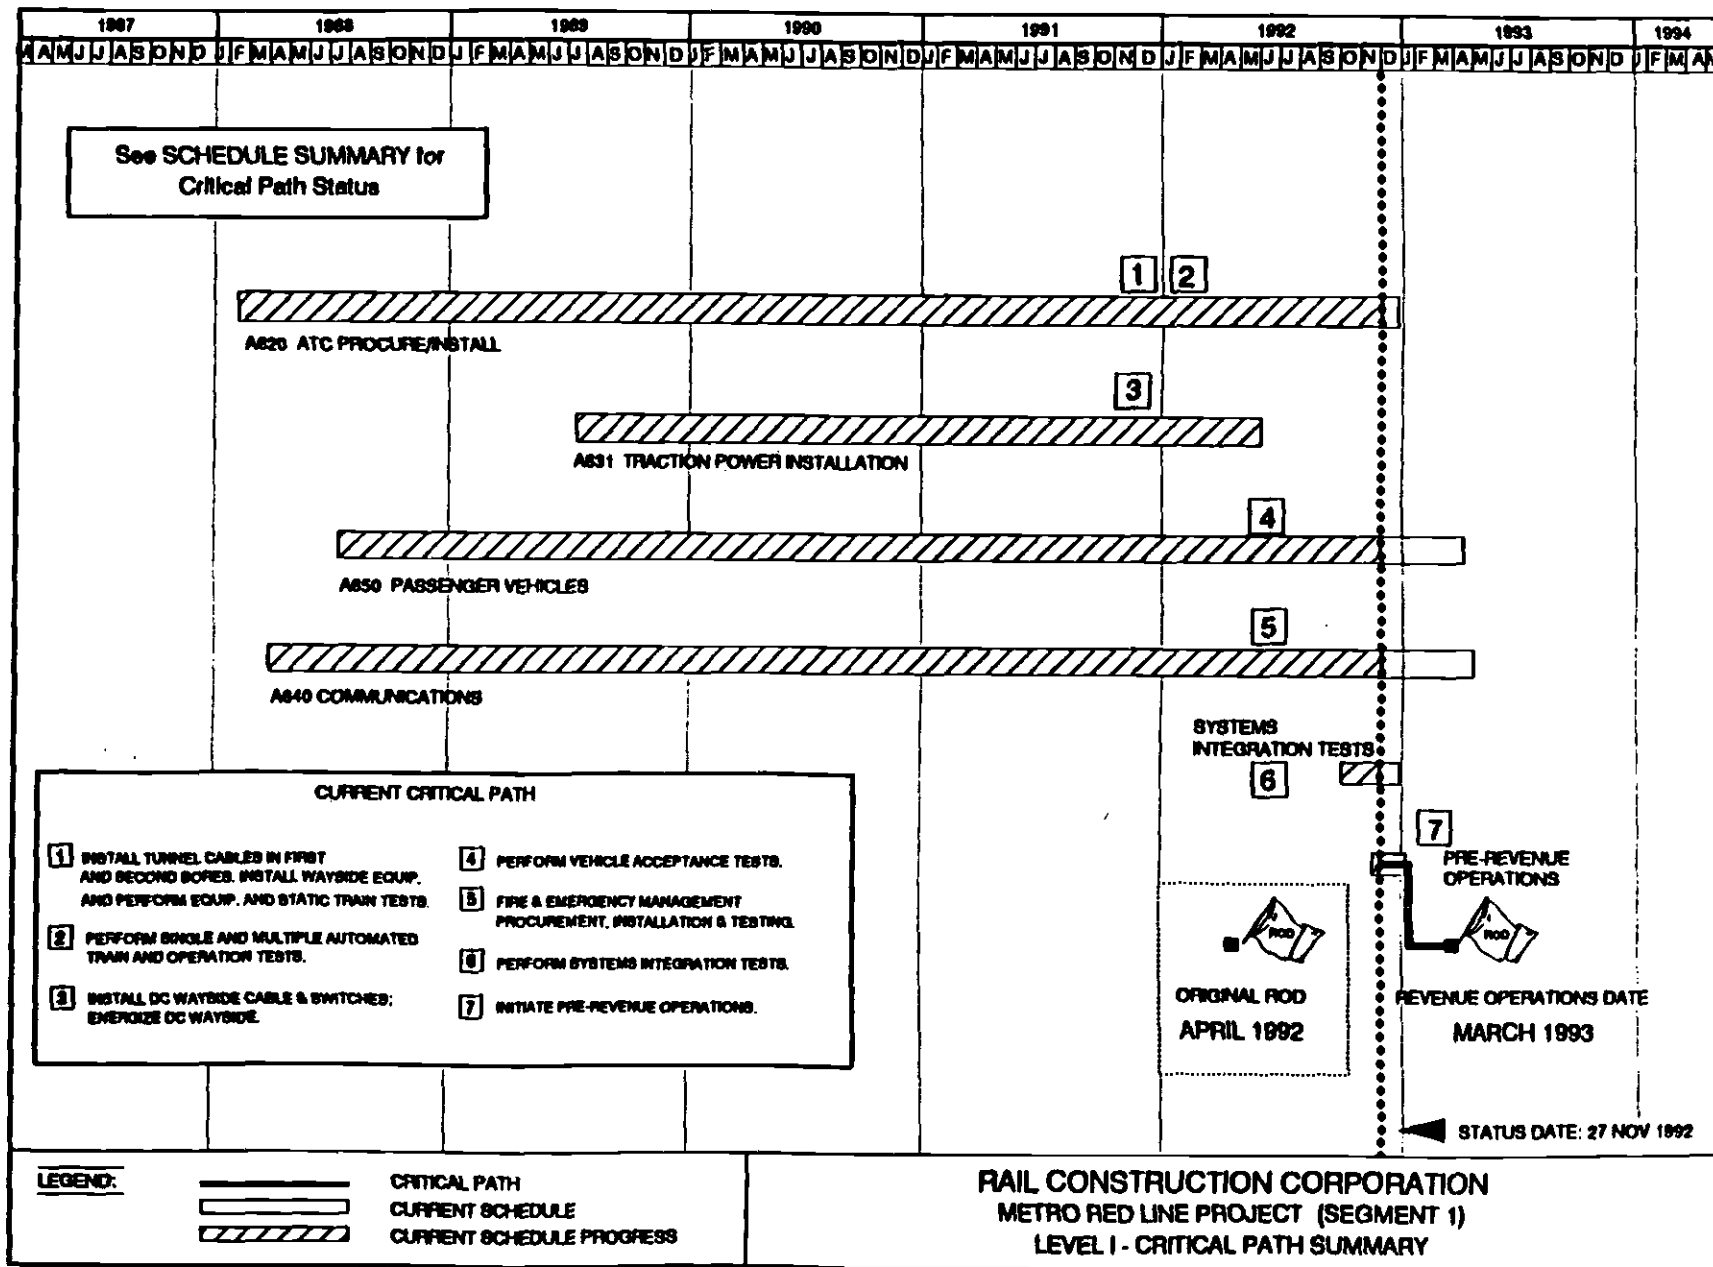 1987 1988 1989 1990 1991 1992 1993 1994
M A M J J A S O N D J F M A M J J A S O N D J F M A M J J A S O N D J F M A M J J A S O N D J F M A M J J A S O N D J F M A M J J A S O N D J F M A M J J A S O N D J F M A M
See SCHEDULE SUMMARY for
Critical Path Status
1 2
A620 ATC PROCURE/INSTALL
3
A631 TRACTION POWER INSTALLATION
4
A650 PASSENGER VEHICLES
5
A640 COMMUNICATIONS
SYSTEMS
INTEGRATION TESTS
6
7
PRE-REVENUE
OPERATIONS
ROD
ROD
ORIGINAL ROD
APRIL 1992
REVENUE OPERATIONS DATE
MARCH 1993
STATUS DATE: 27 NOV 1992
CURRENT CRITICAL PATH
1 INSTALL TUNNEL CABLES IN FIRST
AND SECOND BORES. INSTALL WAYSIDE EQUIP.
AND PERFORM EQUIP. AND STATIC TRAIN TESTS.
2 PERFORM SINGLE AND MULTIPLE AUTOMATED
TRAIN AND OPERATION TESTS.
3 INSTALL DC WAYSIDE CABLE & SWITCHES;
ENERGIZE DC WAYSIDE.
4 PERFORM VEHICLE ACCEPTANCE TESTS.
5 FIRE & EMERGENCY MANAGEMENT
PROCUREMENT, INSTALLATION & TESTING.
6 PERFORM SYSTEMS INTEGRATION TESTS.
7 INITIATE PRE-REVENUE OPERATIONS.
LEGEND:
CRITICAL PATH
CURRENT SCHEDULE
CURRENT SCHEDULE PROGRESS
RAIL CONSTRUCTION CORPORATION
METRO RED LINE PROJECT (SEGMENT 1)
LEVEL I - CRITICAL PATH SUMMARY